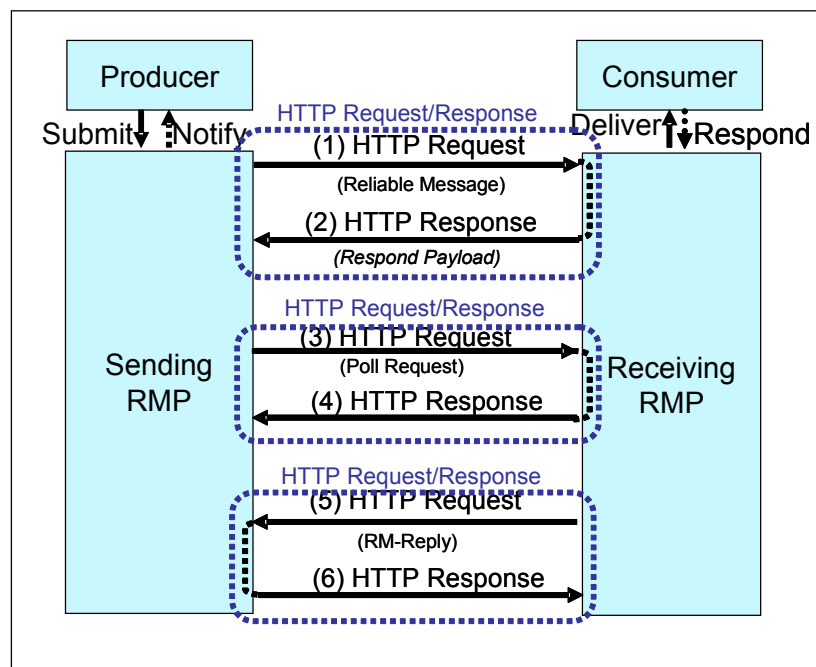 Producer
Consumer
HTTP Request/Response
Submit
Notify
Deliver
Respond
(1) HTTP Request
(Reliable Message)
(2) HTTP Response
(Respond Payload)
HTTP Request/Response
(3) HTTP Request
(Poll Request)
(4) HTTP Response
Sending
RMP
Receiving
RMP
HTTP Request/Response
(5) HTTP Request
(RM-Reply)
(6) HTTP Response